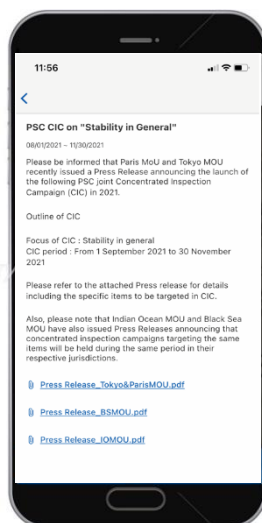 11:56
PSC CIC on "Stability in General"
08/01/2021 – 11/30/2021
Please be informed that Paris MoU and Tokyo MOU
recently issued a Press Release announcing the launch of
the following PSC joint Concentrated Inspection
Campaign (CIC) in 2021.
Outline of CIC
Focus of CIC : Stability in general
CIC period : From 1 September 2021 to 30 November
2021
Please refer to the attached Press release for details
including the specific items to be targeted in CIC.
Also, please note that Indian Ocean MOU and Black Sea
MOU have also issued Press Releases announcing that
concentrated inspection campaigns targeting the same
items will be held during the same period in their
respective jurisdictions.
Press Release_Tokyo&ParisMOU.pdf
Press Release_BSMOU.pdf
Press Release_IOMOU.pdf